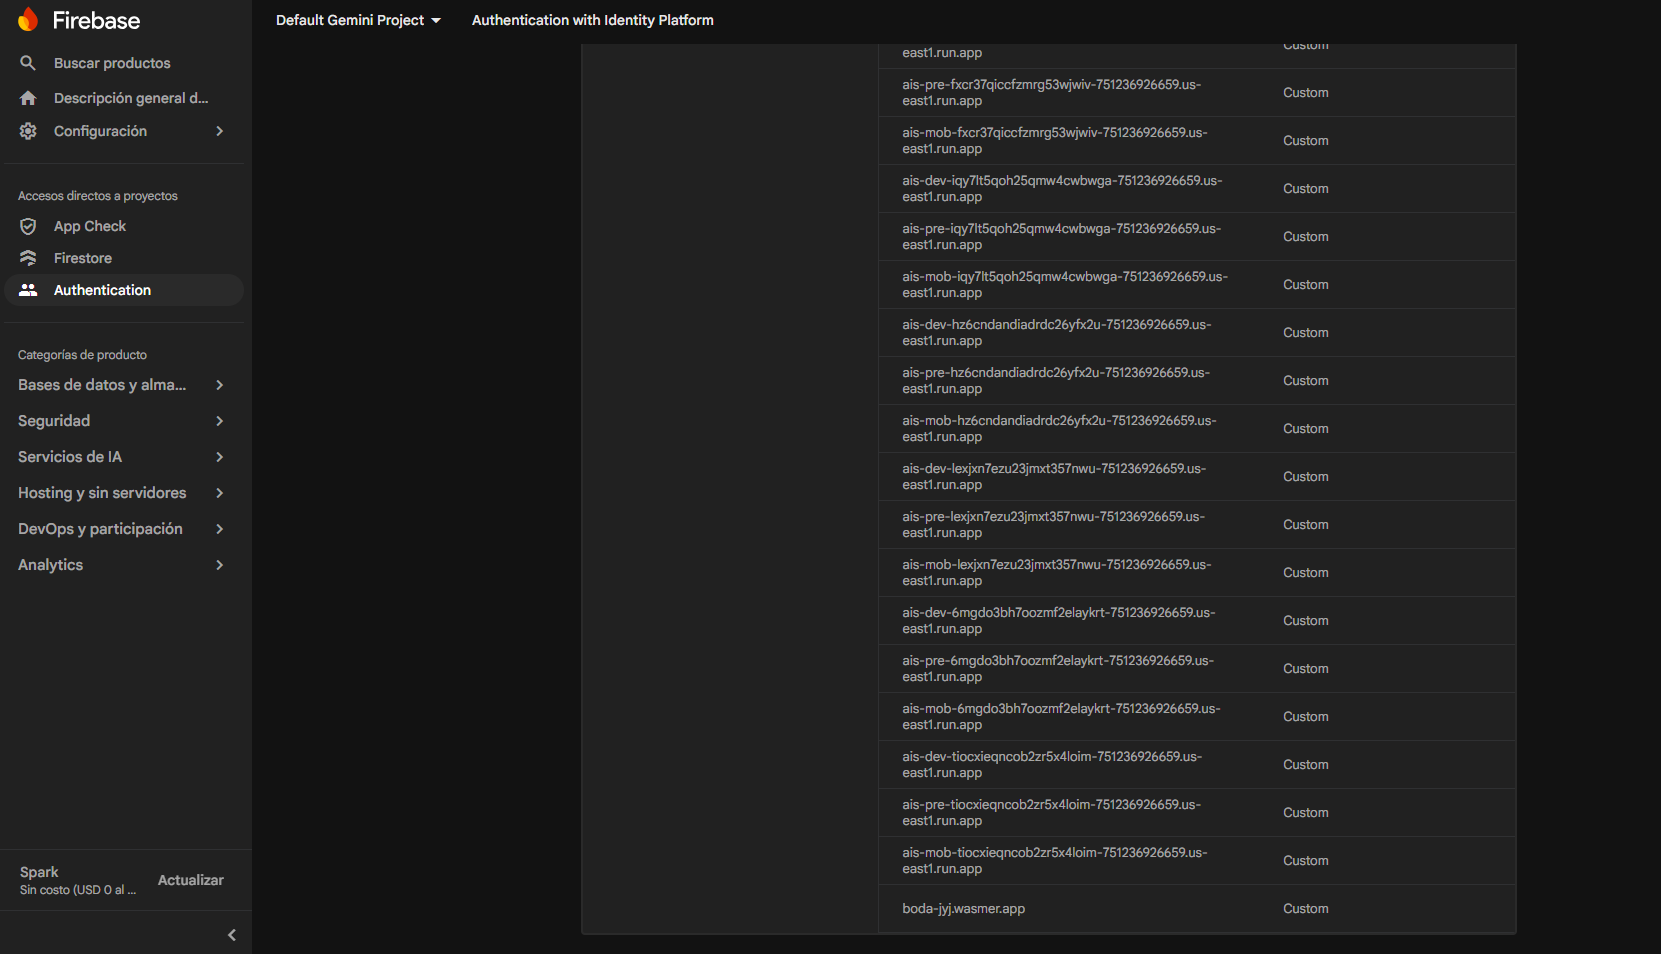 Firebase
Buscar productos
Descripción general d...
Configuración
Accesos directos a proyectos
App Check
Firestore
Authentication
Categorías de producto
Bases de datos y alma...
Seguridad
Servicios de IA
Hosting y sin servidores
DevOps y participación
Analytics
Spark
Sin costo (USD 0 al ...
Actualizar
Default Gemini Project
Authentication with Identity Platform
east1.run.app
Custom
ais-pre-fxcr37qiccfzmrg53wjwiv-751236926659.us-
east1.run.app
Custom
ais-mob-fxcr37qiccfzmrg53wjwiv-751236926659.us-
east1.run.app
Custom
ais-dev-iqy7lt5qoh25qmw4cwbwga-751236926659.us-
east1.run.app
Custom
ais-pre-iqy7lt5qoh25qmw4cwbwga-751236926659.us-
east1.run.app
Custom
ais-mob-iqy7lt5qoh25qmw4cwbwga-751236926659.us-
east1.run.app
Custom
ais-dev-hz6cndandiadrdc26yfx2u-751236926659.us-
east1.run.app
Custom
ais-pre-hz6cndandiadrdc26yfx2u-751236926659.us-
east1.run.app
Custom
ais-mob-hz6cndandiadrdc26yfx2u-751236926659.us-
east1.run.app
Custom
ais-dev-lexjxn7ezu23jmxt357nwu-751236926659.us-
east1.run.app
Custom
ais-pre-lexjxn7ezu23jmxt357nwu-751236926659.us-
east1.run.app
Custom
ais-mob-lexjxn7ezu23jmxt357nwu-751236926659.us-
east1.run.app
Custom
ais-dev-6mgdo3bh7oozmf2elaykrt-751236926659.us-
east1.run.app
Custom
ais-pre-6mgdo3bh7oozmf2elaykrt-751236926659.us-
east1.run.app
Custom
ais-mob-6mgdo3bh7oozmf2elaykrt-751236926659.us-
east1.run.app
Custom
ais-dev-tiocxieqncob2zr5x4loim-751236926659.us-
east1.run.app
Custom
ais-pre-tiocxieqncob2zr5x4loim-751236926659.us-
east1.run.app
Custom
ais-mob-tiocxieqncob2zr5x4loim-751236926659.us-
east1.run.app
Custom
boda-jyj.wasmer.app
Custom